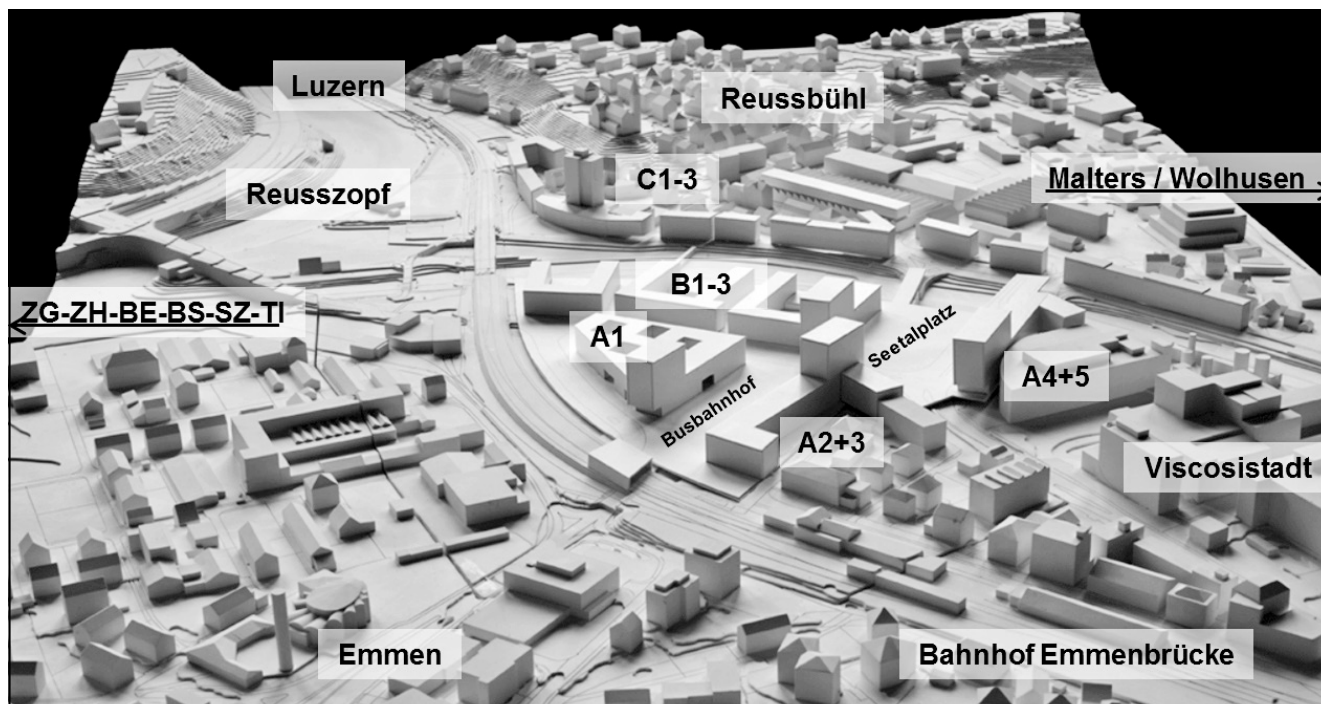 Luzern
Reussbühl
C1-3
Malters / Wolhusen
Reusszopf
B1-3
ZG-ZH-BE-BS-SZ-TI
A1
Seetalplatz
A4+5
Busbahnhof
A2+3
Viscosistadt
Emmen
Bahnhof Emmenbrücke